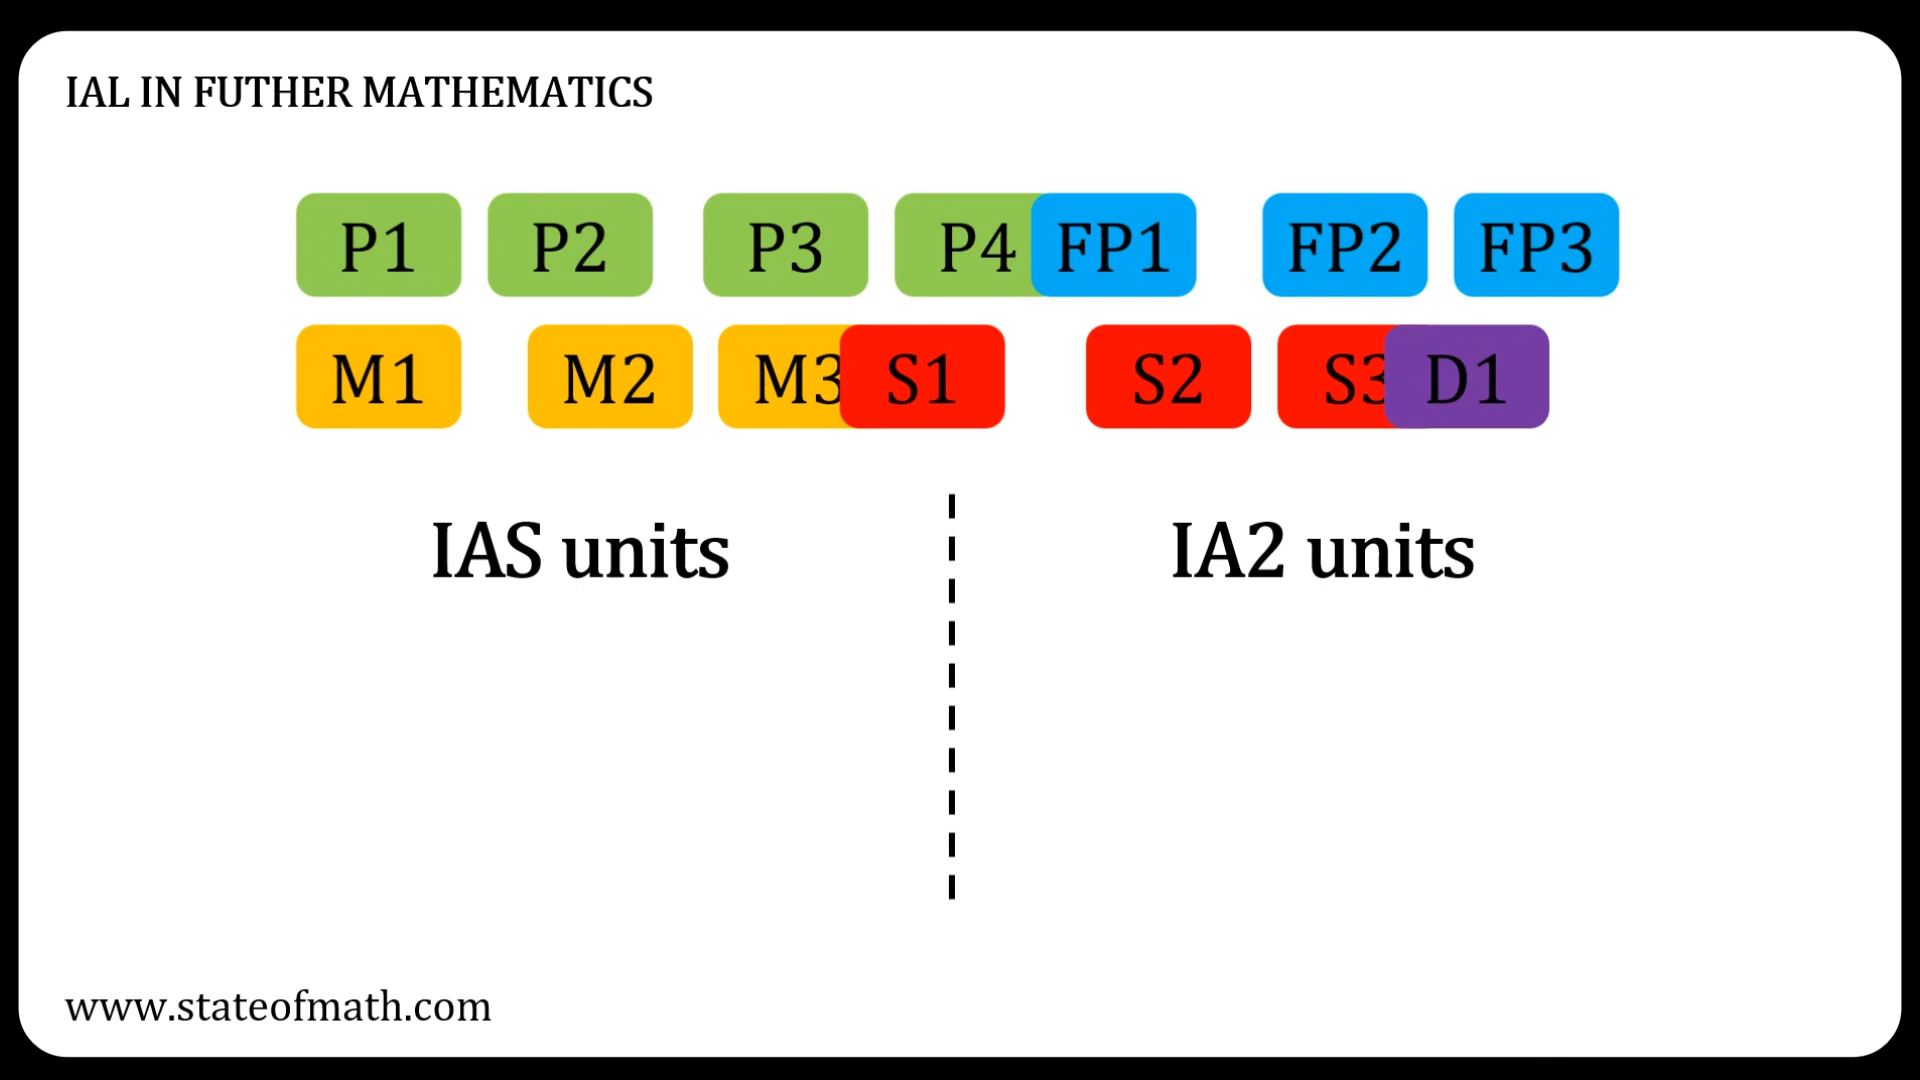 IAL IN FUTHER MATHEMATICS
P1 P2 P3 P4 FP1 FP2 FP3
M1 M2 M3 S1 S2 S3 D1
IAS units IA2 units
www.stateofmath.com